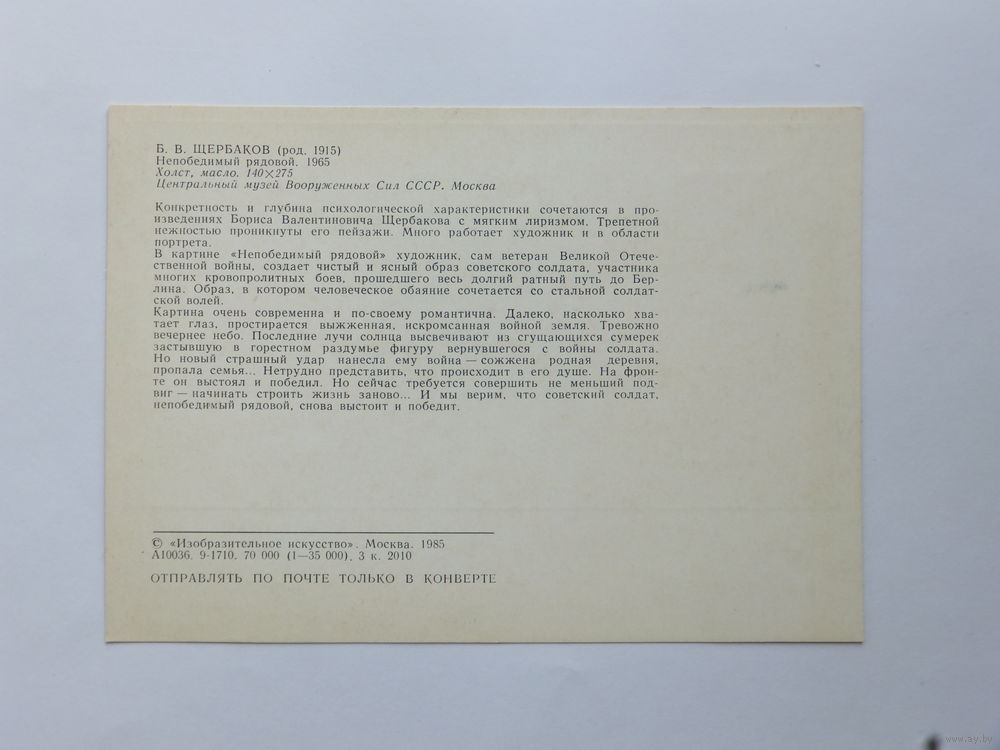 Б. В. ЩЕРБАКОВ (род. 1915)
Непобедимый рядовой. 1965
Холст, масло. 140×275
Центральный музей Вооруженных Сил СССР. Москва
Конкретность и глубина психологической характеристики сочетаются в про-
изведениях Бориса Валентиновича Щербакова с мягким лиризмом. Трепетной
нежностью проникнуты его пейзажи. Много работает художник и в области
портрета.
В картине «Непобедимый рядовой» художник, сам ветеран Великой Отече-
ственной войны, создает чистый и ясный образ советского солдата, участника
многих кровопролитных боев, прошедшего весь долгий ратный путь до Бер-
лина. Образ, в котором человеческое обаяние сочетается со стальной солдат-
ской волей.
Картина очень современна и по-своему романтична. Далеко, насколько хва-
тает глаз, простирается выжженная, искромсанная войной земля. Тревожно
вечернее небо. Последние лучи солнца высвечивают из сгущающихся сумерек
застывшую в горестном раздумье фигуру вернувшегося с войны солдата.
Но новый страшный удар нанесла ему война — сожжена родная деревня,
пропала семья... Нетрудно представить, что происходит в его душе. На фрон-
те он выстоял и победил. Но сейчас требуется совершить не меньший под-
виг — начинать строить жизнь заново... И мы верим, что советский солдат,
непобедимый рядовой, снова выстоит и победит.
© «Изобразительное искусство». Москва. 1985
А10036. 9-1710. 70 000 (1—35 000). 3 к. 2010
ОТПРАВЛЯТЬ ПО ПОЧТЕ ТОЛЬКО В КОНВЕРТЕ
www.ay.by